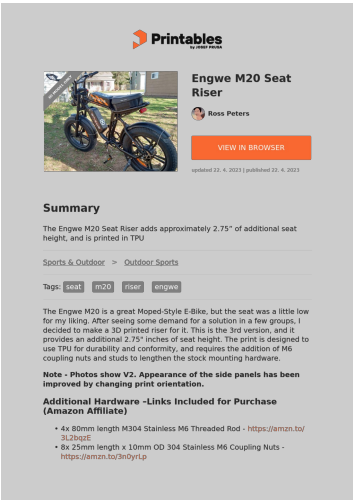 Printables
by JOSEF PRUSA
Engwe M20 Seat
Riser
Ross Peters
VIEW IN BROWSER
updated 22. 4. 2023 | published 22. 4. 2023
Summary
The Engwe M20 Seat Riser adds approximately 2.75” of additional seat
height, and is printed in TPU
Sports & Outdoor > Outdoor Sports
Tags: seat m20 riser engwe
The Engwe M20 is a great Moped-Style E-Bike, but the seat was a little low
for my liking. After seeing some demand for a solution in a few groups, I
decided to make a 3D printed riser for it. This is the 3rd version, and it
provides an additional 2.75" inches of seat height. The print is designed to
use TPU for durability and conformity, and requires the addition of M6
coupling nuts and studs to lengthen the stock mounting hardware.
Note - Photos show V2. Appearance of the side panels has been
improved by changing print orientation.
Additional Hardware –Links Included for Purchase
(Amazon Affiliate)
• 4x 80mm length M304 Stainless M6 Threaded Rod - https://amzn.to/
3L2bqzE
• 8x 25mm length x 10mm OD 304 Stainless M6 Coupling Nuts -
https://amzn.to/3n0yrLp